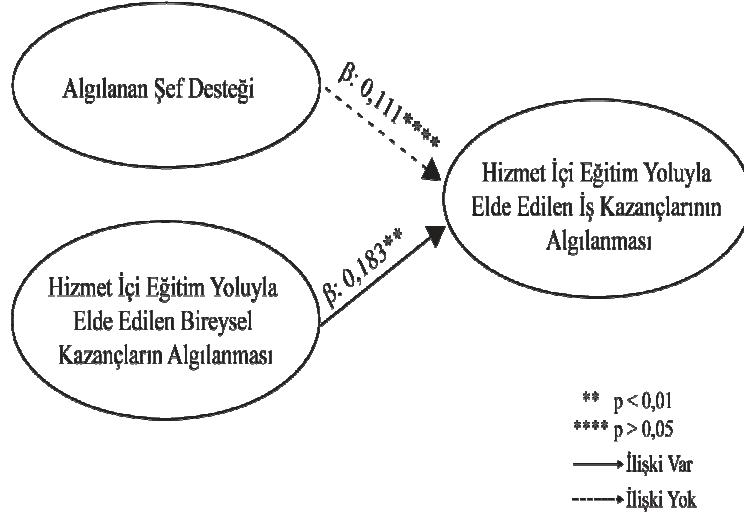 Algılanan Şef Desteği
β: 0,111****
Hizmet İçi Eğitim Yoluyla
Elde Edilen İş Kazançlarının
Algılanması
β: 0,183**
Hizmet İçi Eğitim Yoluyla
Elde Edilen Bireysel
Kazançların Algılanması
** p < 0,01
**** p > 0,05
İlişki Var
İlişki Yok